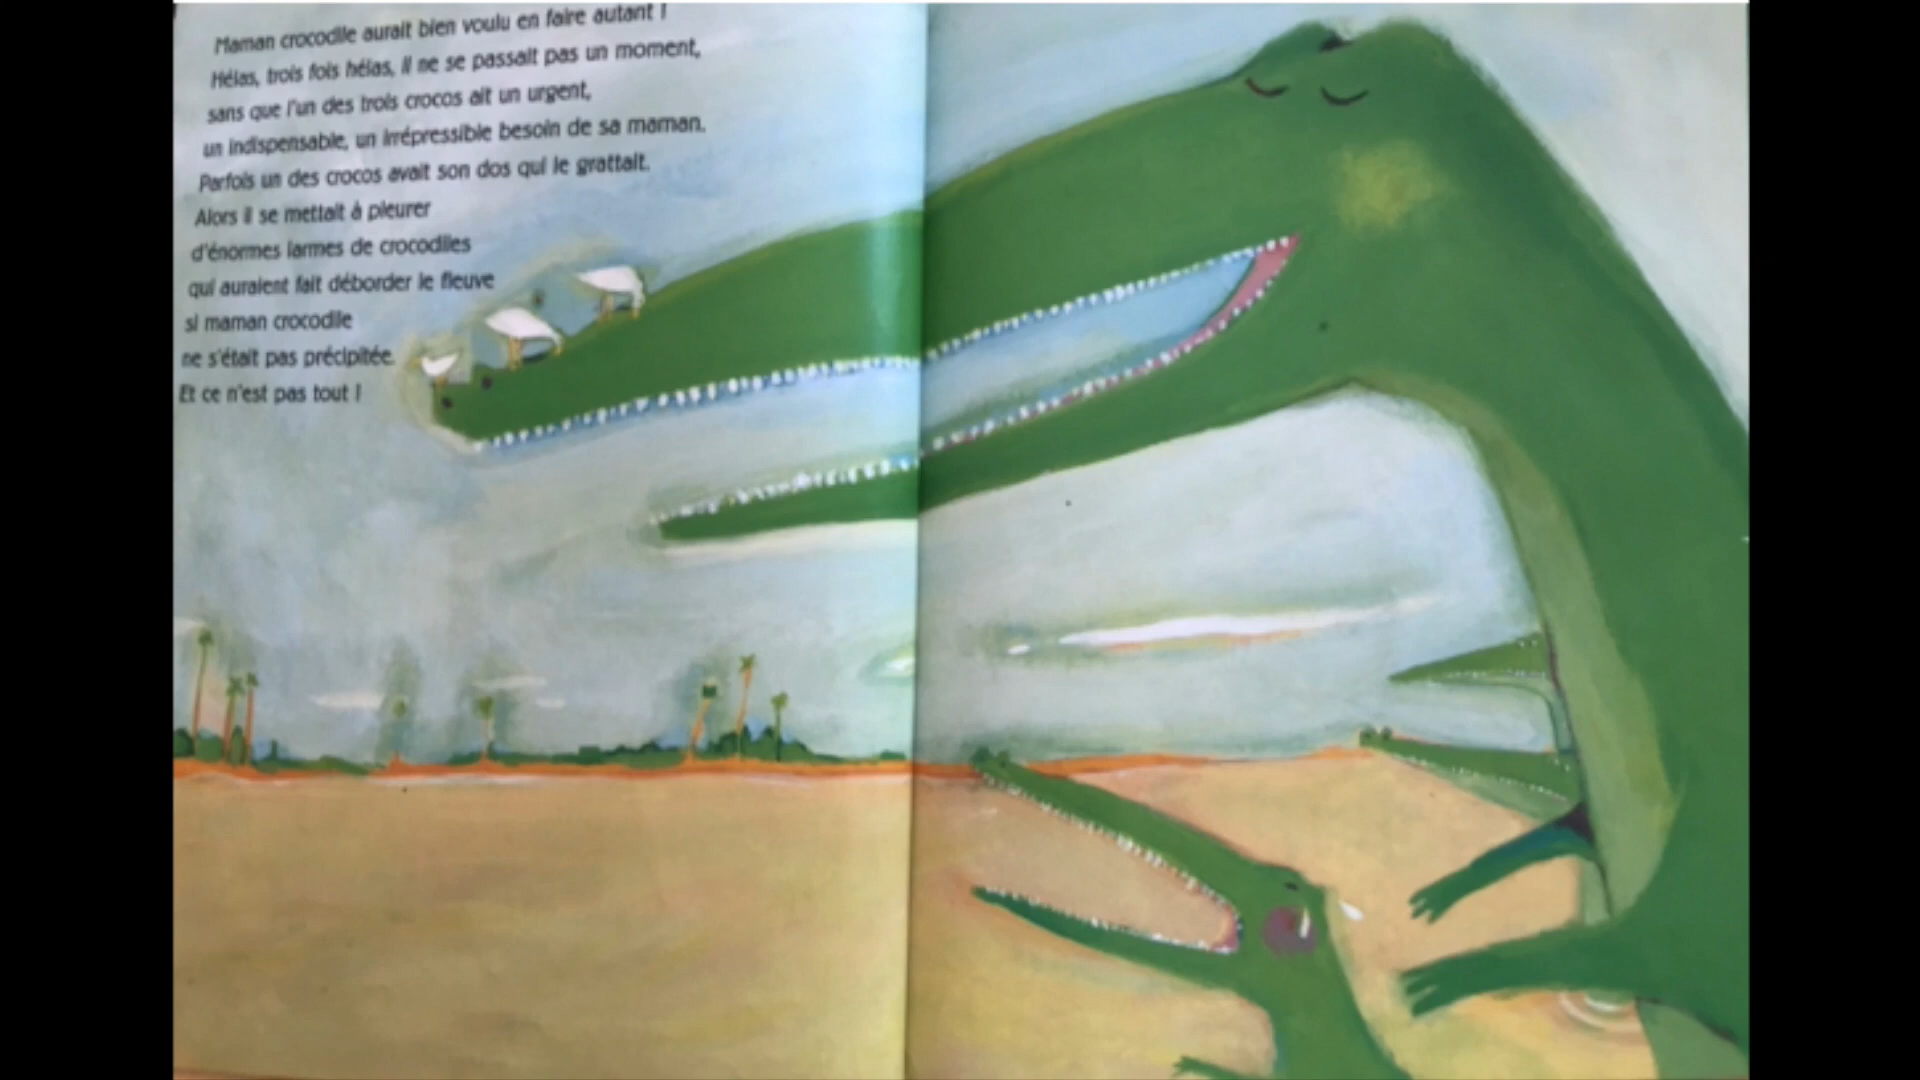 Maman crocodile aurait bien voulu en faire autant !
Hélas, trois fois hélas, il ne se passait pas un moment,
sans que l'un des trois crocos ait un urgent,
un indispensable, un irrépressible besoin de sa maman.
Parfois un des crocos avait son dos qui le grattait.
Alors il se mettait à pleurer
d'énormes larmes de crocodiles
qui auraient fait déborder le fleuve
si maman crocodile
ne s'était pas précipitée.
Et ce n'est pas tout !